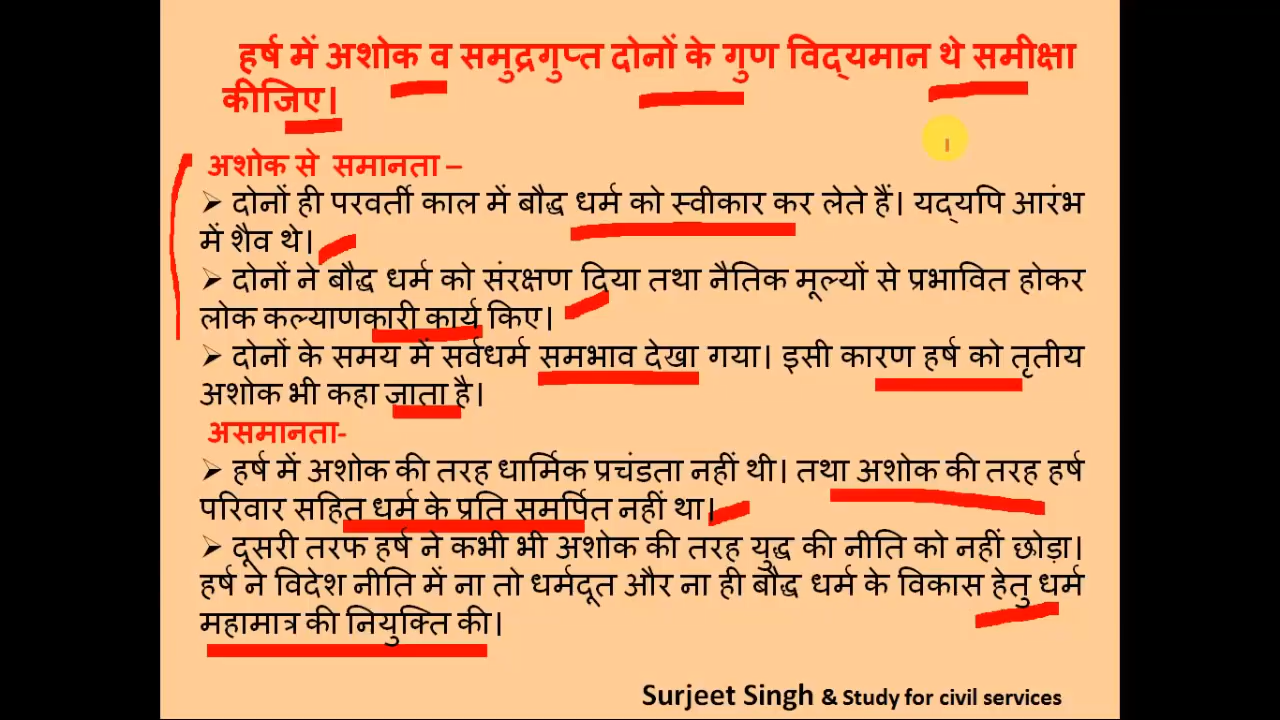 हर्ष में अशोक व समुद्रगुप्त दोनों के गुण विद्यमान थे समीक्षा
कीजिए।
अशोक से समानता –
➢ दोनों ही परवर्ती काल में बौद्ध धर्म को स्वीकार कर लेते हैं। यद्यपि आरंभ
में शैव थे।
➢ दोनों ने बौद्ध धर्म को संरक्षण दिया तथा नैतिक मूल्यों से प्रभावित होकर
लोक कल्याणकारी कार्य किए।
➢ दोनों के समय में सर्वधर्म समभाव देखा गया। इसी कारण हर्ष को तृतीय
अशोक भी कहा जाता है।
असमानता-
➢ हर्ष में अशोक की तरह धार्मिक प्रचंडता नहीं थी। तथा अशोक की तरह हर्ष
परिवार सहित धर्म के प्रति समर्पित नहीं था।
➢ दूसरी तरफ हर्ष ने कभी भी अशोक की तरह युद्ध की नीति को नहीं छोड़ा।
हर्ष ने विदेश नीति में ना तो धर्मदूत और ना ही बौद्ध धर्म के विकास हेतु धर्म
महामात्र की नियुक्ति की।
Surjeet Singh & Study for civil services